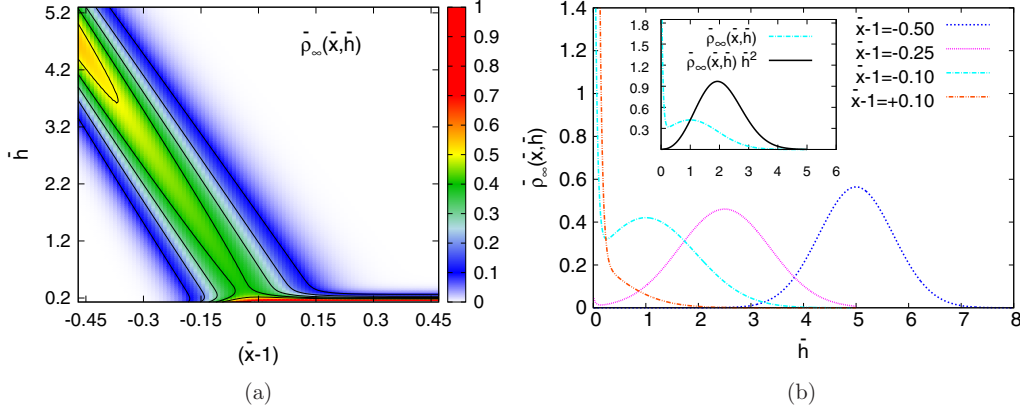 5.2
4.2
3.2
2.2
1.2
0.2
h̄
ρ̄∞(x̄,h̄)
-0.45
-0.3
-0.15
0
0.15
0.3
0.45
(x̄-1)
1
0.9
0.8
0.7
0.6
0.5
0.4
0.3
0.2
0.1
0
(a)
1.4
1.2
1
0.8
0.6
0.4
0.2
0
ρ̄∞(x̄,h̄)
1.8
1.5
1.2
0.9
0.6
0.3
0 1 2 3 4 5 6
ρ̄∞(x̄,h̄)
ρ̄∞(x̄,h̄) h̄²
x̄-1=-0.50
x̄-1=-0.25
x̄-1=-0.10
x̄-1=+0.10
0 1 2 3 4 5 6 7 8
h̄
(b)